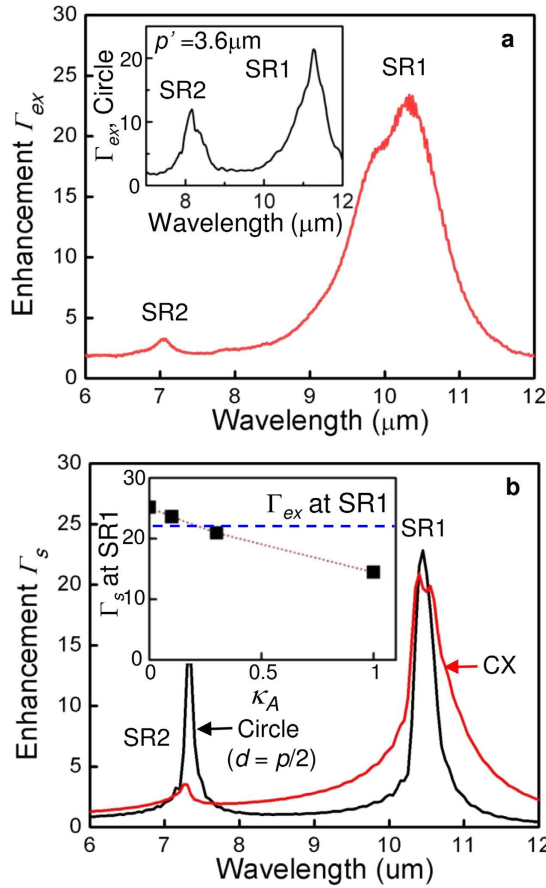 a
Enhancement Γex
30
25
20
15
10
5
0
6 7 8 9 10 11 12
Wavelength (μm)
SR2
SR1
p' = 3.6μm
SR2
SR1
Γex, Circle
20
10
0
8 10 12
Wavelength (μm)
b
Enhancement Γs
30
25
20
15
10
5
0
6 7 8 9 10 11 12
Wavelength (um)
SR1
CX
SR2
Circle
(d = p/2)
Γs at SR1
30
20
10
0
0 0.5 1
κA
Γex at SR1